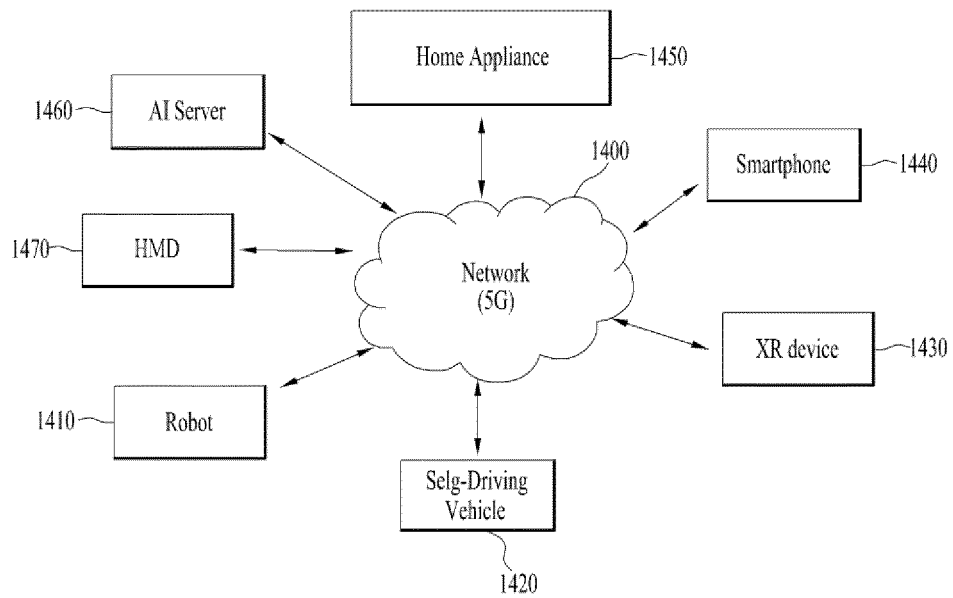 Home Appliance
1450
1460
AI Server
1400
Smartphone
1440
1470
HMD
Network
(5G)
XR device
1430
1410
Robot
Selg-Driving
Vehicle
1420